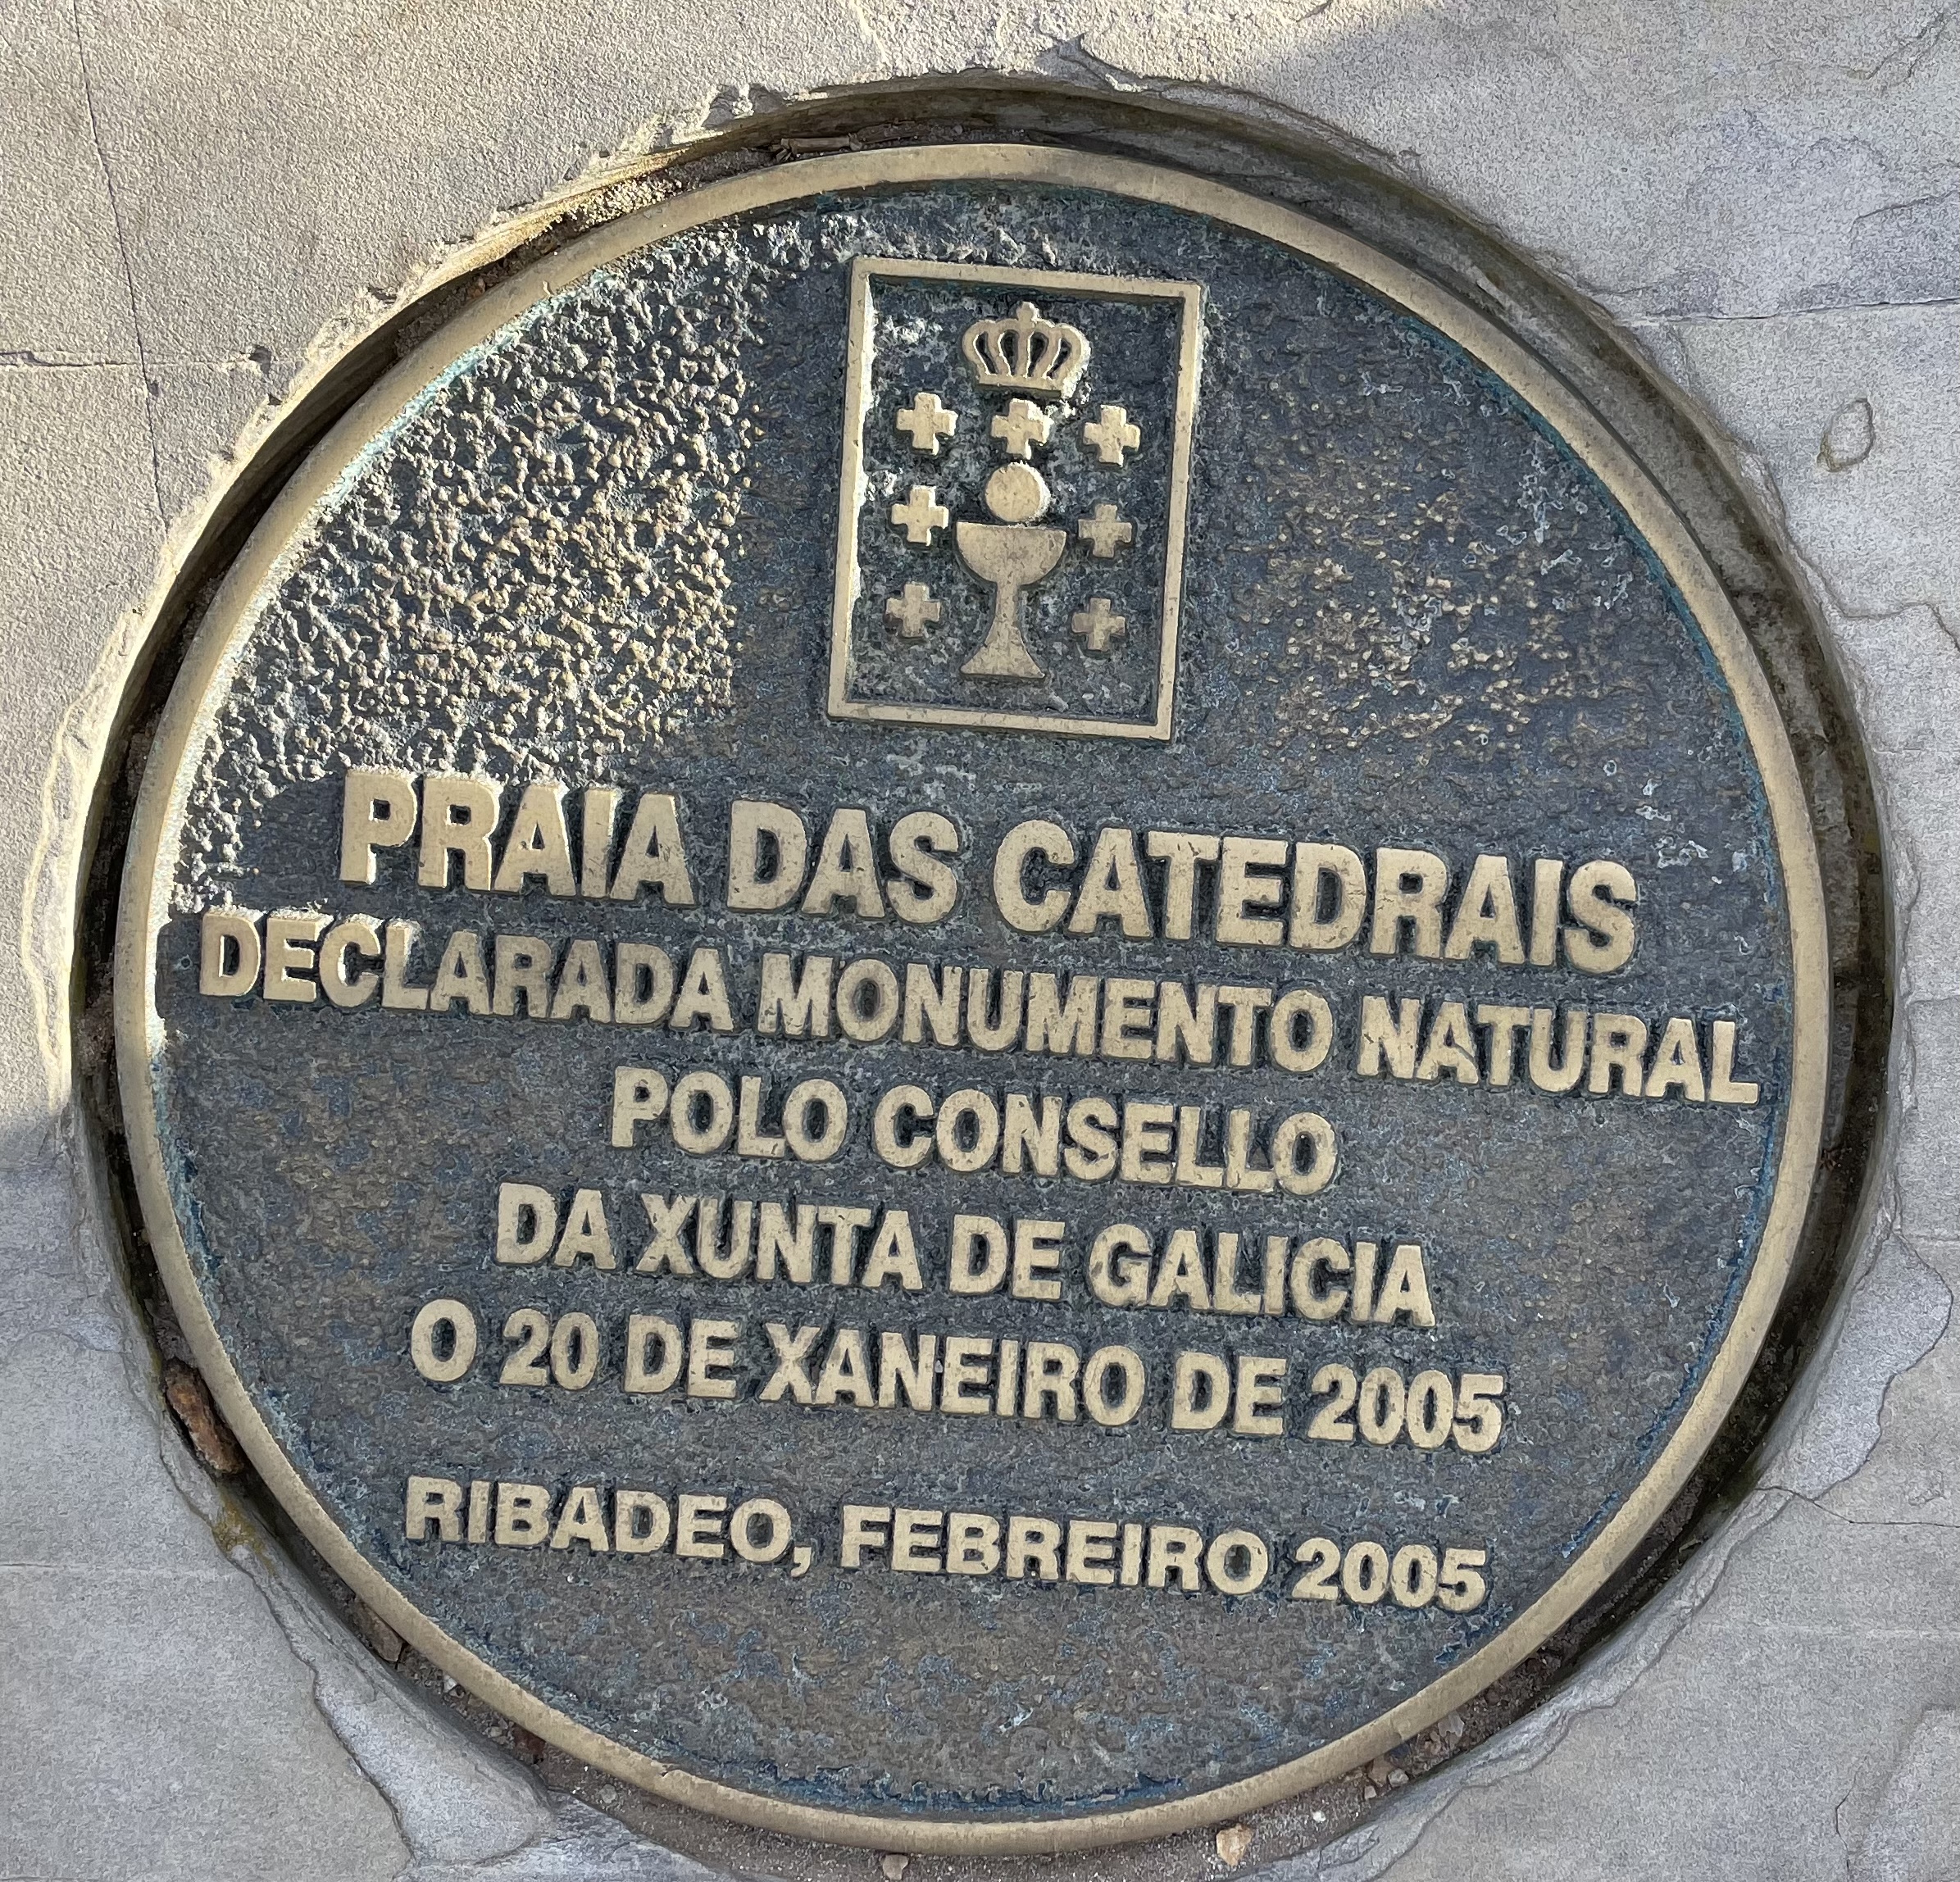 PRAIA DAS CATEDRAIS
DECLARADA MONUMENTO NATURAL
POLO CONSELLO
DA XUNTA DE GALICIA
O 20 DE XANEIRO DE 2005
RIBADEO, FEBREIRO 2005